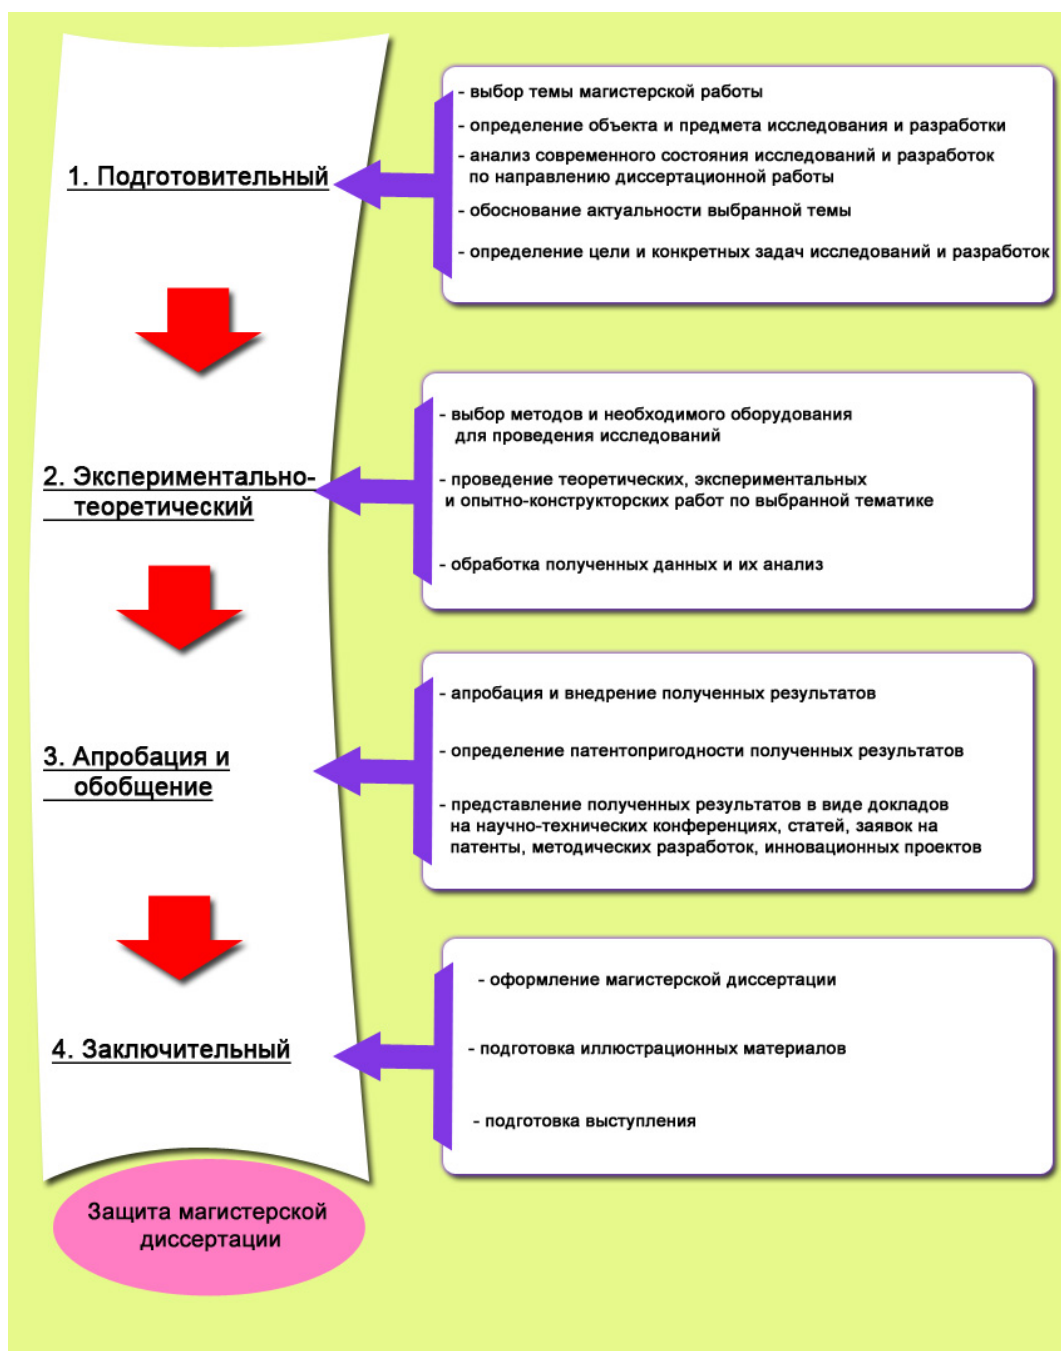 1. Подготовительный
- выбор темы магистерской работы
- определение объекта и предмета исследования и разработки
- анализ современного состояния исследований и разработок
по направлению диссертационной работы
- обоснование актуальности выбранной темы
- определение цели и конкретных задач исследований и разработок
2. Экспериментально-
теоретический
- выбор методов и необходимого оборудования
для проведения исследований
- проведение теоретических, экспериментальных
и опытно-конструкторских работ по выбранной тематике
- обработка полученных данных и их анализ
3. Апробация и
обобщение
- апробация и внедрение полученных результатов
- определение патентопригодности полученных результатов
- представление полученных результатов в виде докладов
на научно-технических конференциях, статей, заявок на
патенты, методических разработок, инновационных проектов
4. Заключительный
- оформление магистерской диссертации
- подготовка иллюстрационных материалов
- подготовка выступления
Защита магистерской
диссертации